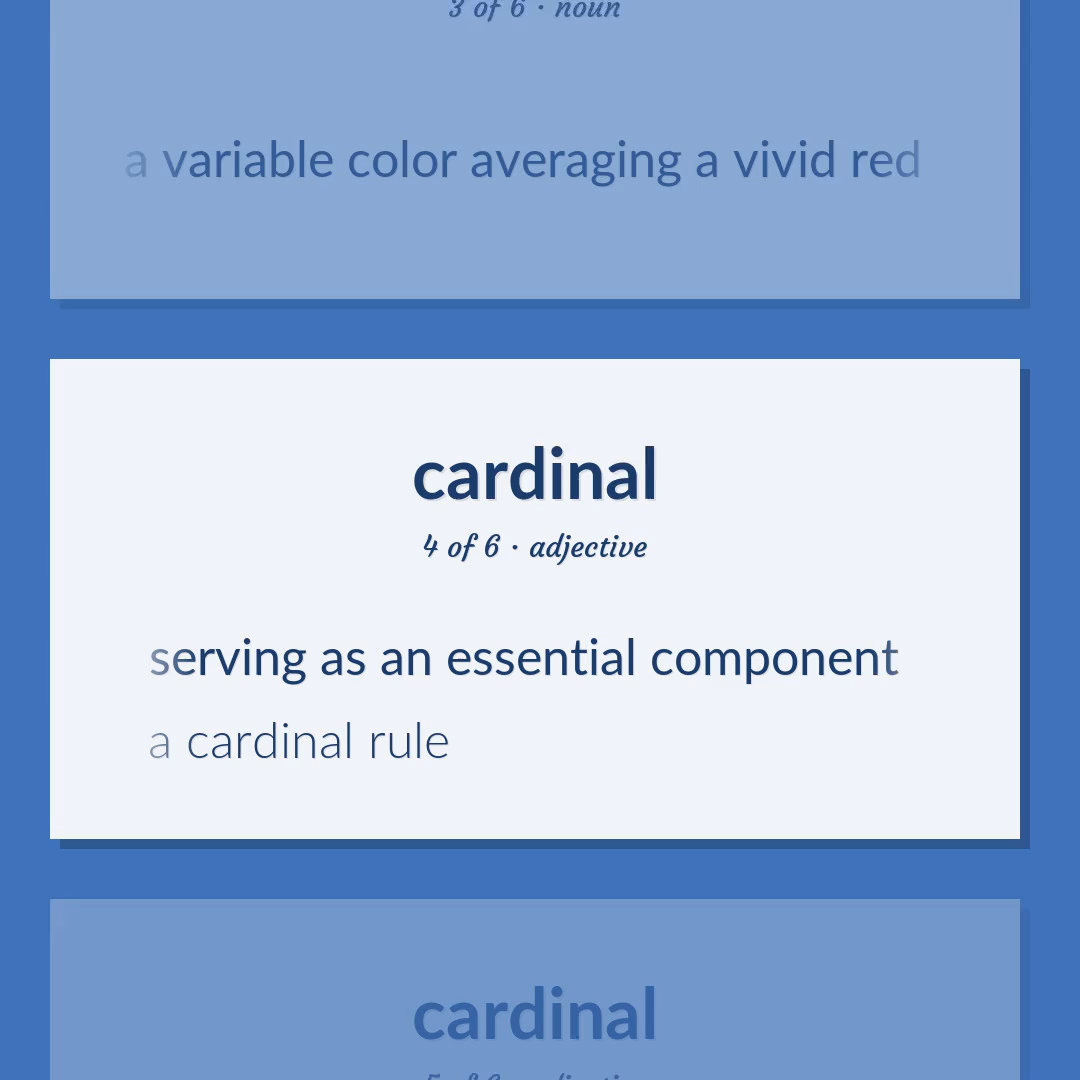 3 of 6 · noun
a variable color averaging a vivid red
cardinal
4 of 6 · adjective
serving as an essential component
a cardinal rule
cardinal